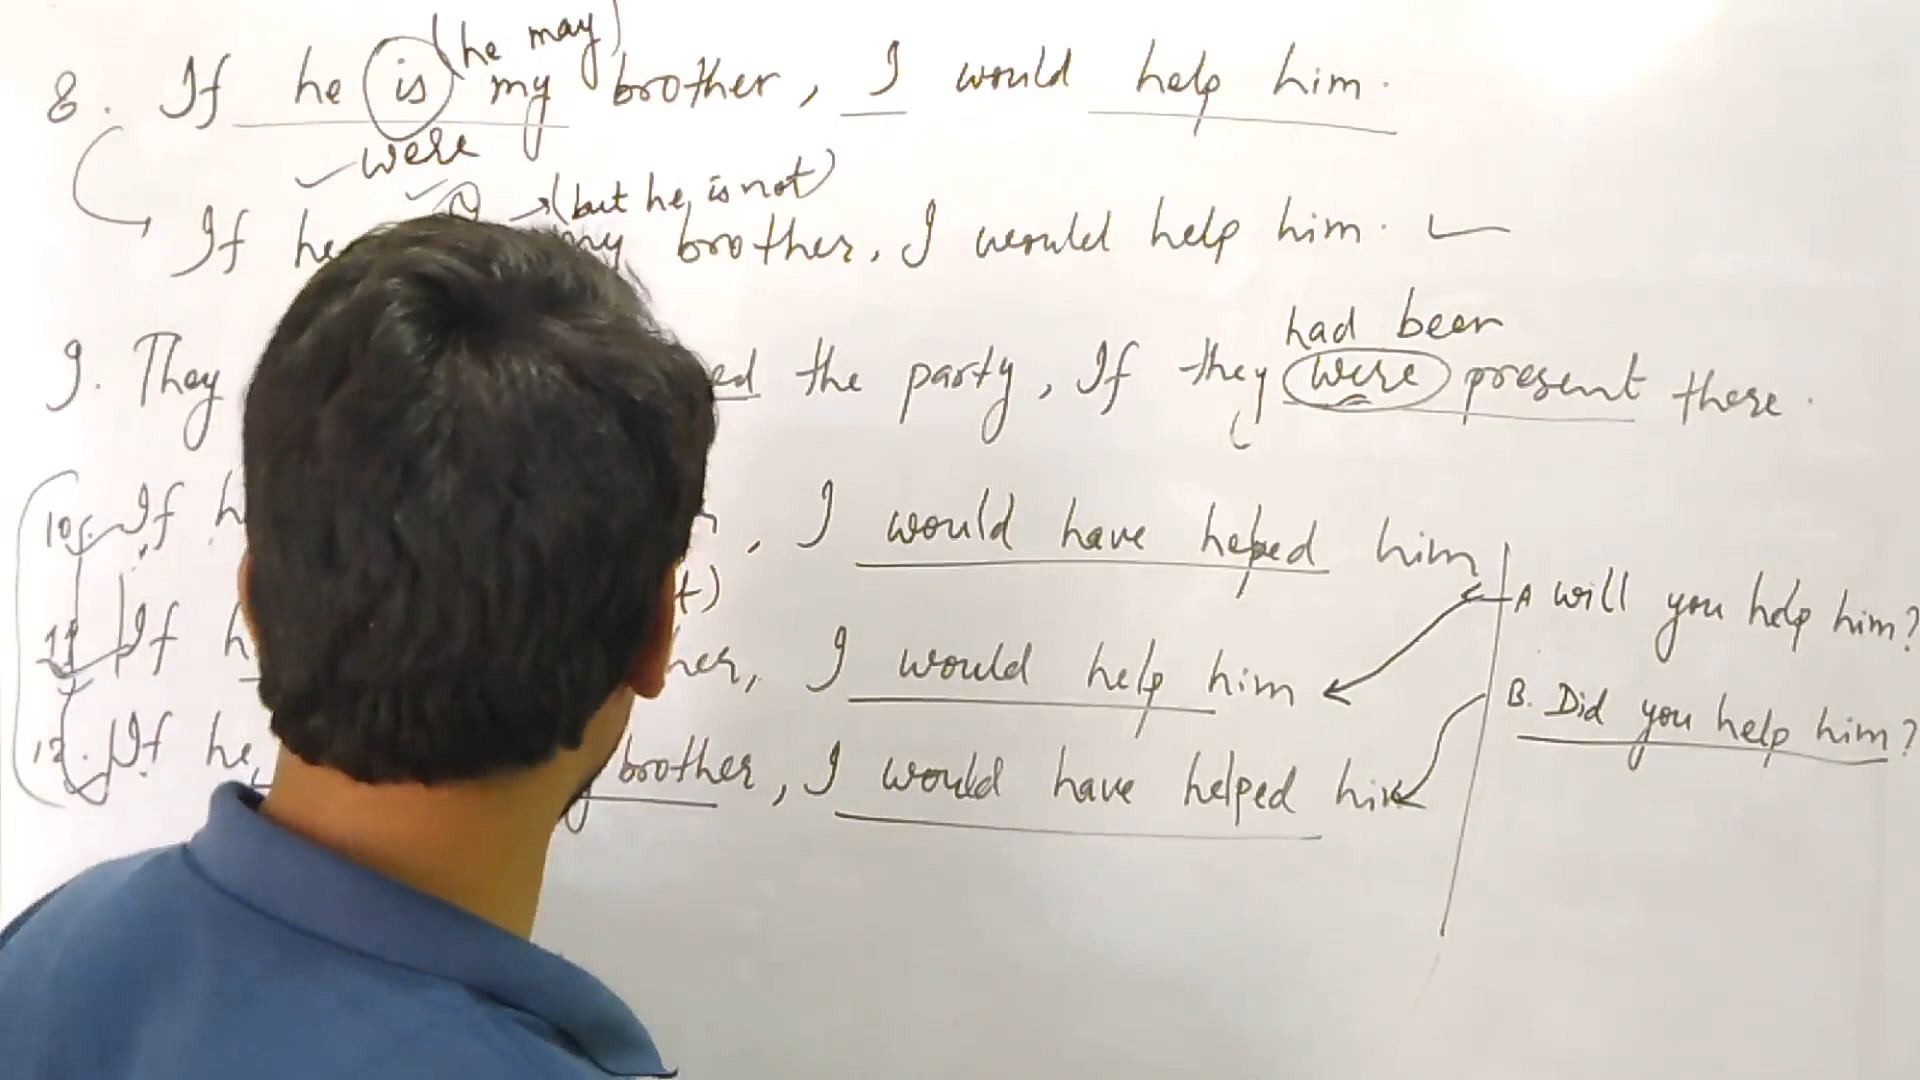 (he may)
8. If he is my brother, I would help him.
were
(but he is not)
If he my brother, I would help him.
had been
9. They the party, If they were present there.
10. If I would have helped him
A will you help him?
11. If I would help him
B. Did you help him?
12. If he brother, I would have helped him